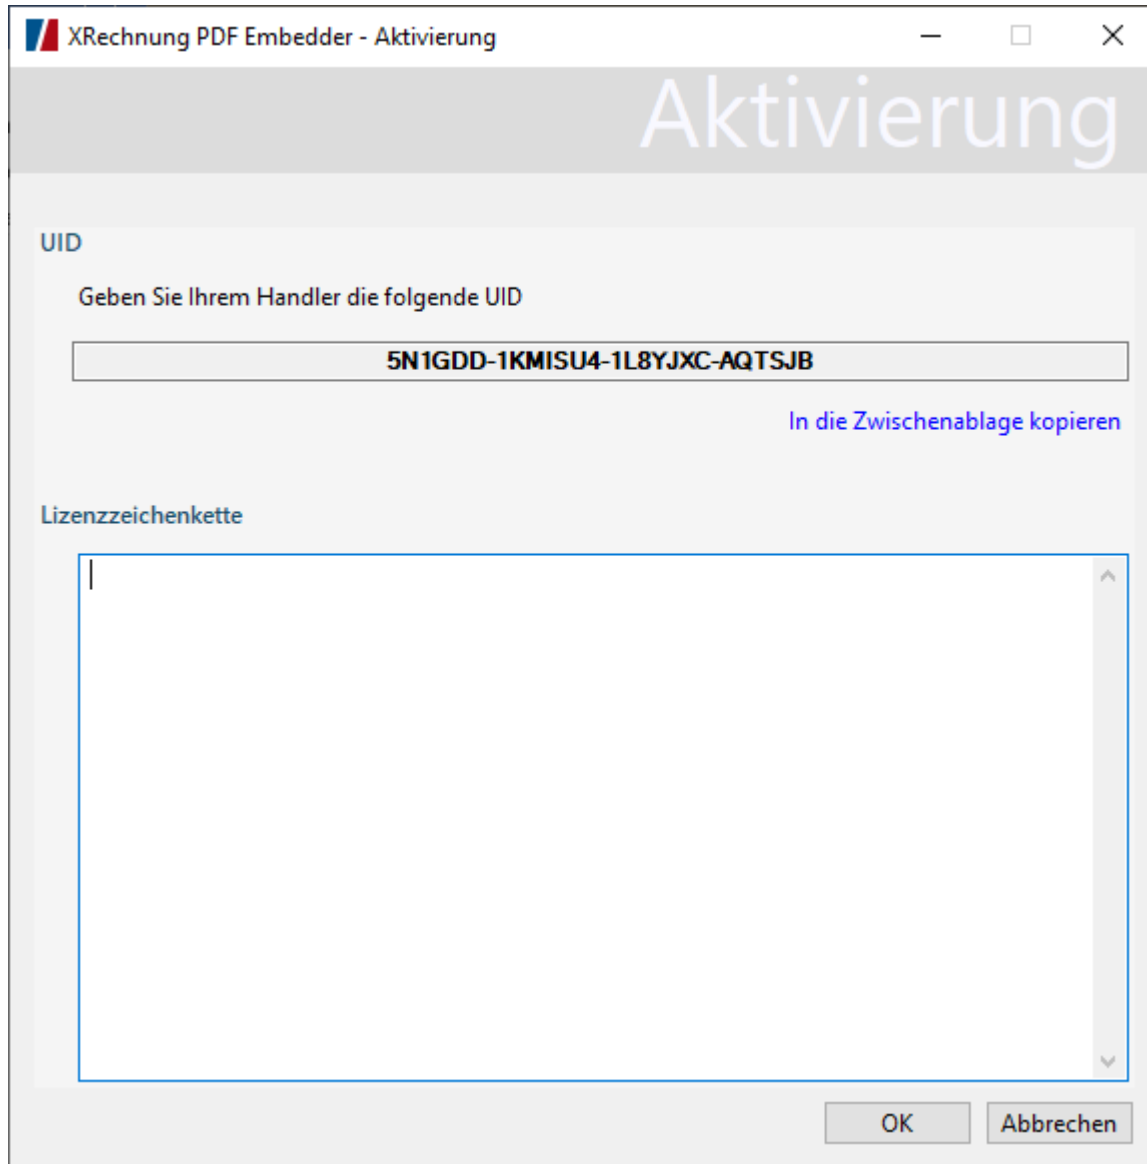 XRechnung PDF Embedder - Aktivierung
Aktivierung
UID
Geben Sie Ihrem Handler die folgende UID
5N1GDD-1KMISU4-1L8YJXC-AQTSJB
In die Zwischenablage kopieren
Lizenzzeichenkette
OK Abbrechen